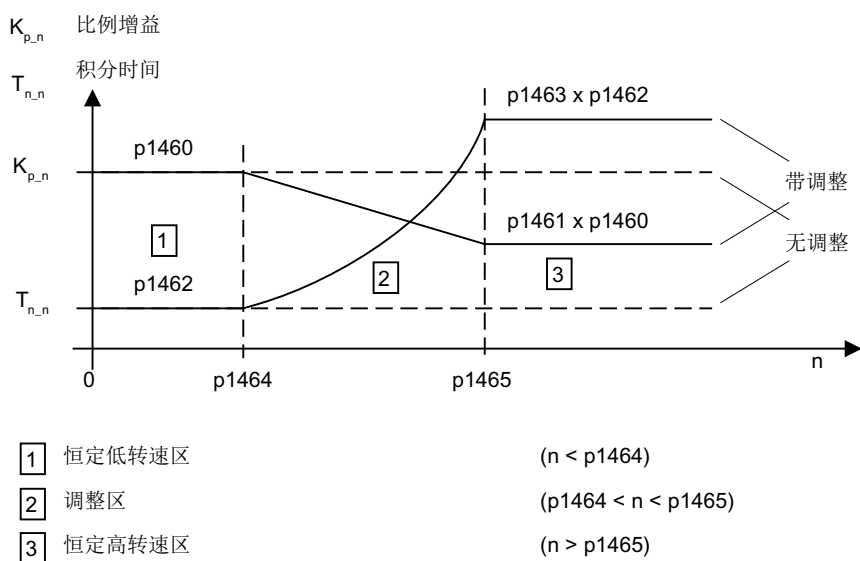 K_p_n 比例增益
T_n_n 积分时间
p1463 x p1462
p1460
K_p_n
带调整
p1461 x p1460
无调整
1
2
3
p1462
T_n_n
n
0 p1464 p1465
1 恒定低转速区 (n < p1464)
2 调整区 (p1464 < n < p1465)
3 恒定高转速区 (n > p1465)